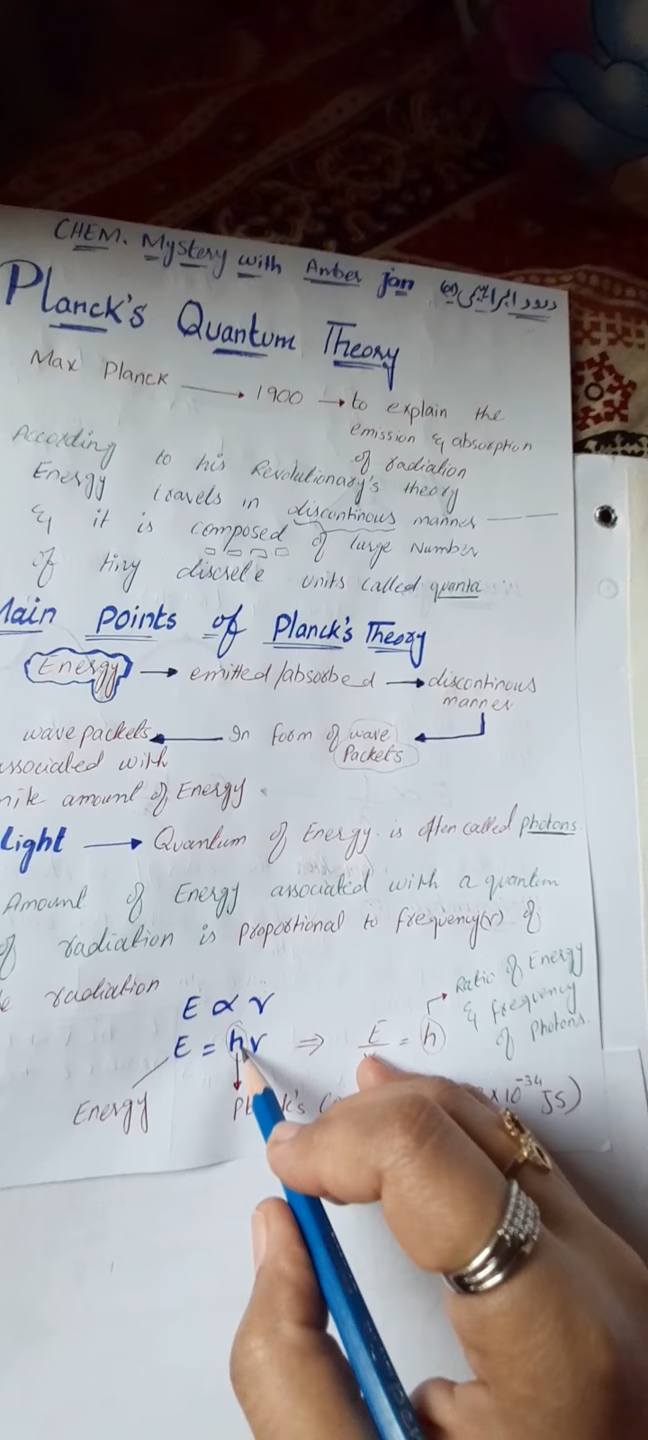 CHEM. Mystery with Amber jan درود ابراہیمی
Planck's Quantum Theory
Max Planck → 1900 → to explain the
emission & absorption
of radiation
According to his Revolutionary's theory
Energy travels in discontinous manner
& it is composed of large Number
of tiny discrete units called quanta
Main Points of Planck's Theory
Energy → emitted /absorbed → discontinous
manner
wave packets ← In form of wave
Packets
associated with
amount of Energy.
Light → Quantum of Energy is often called photons
Amount of Energy associated with a quantum
of radiation is proportional to frequency(ν) of
radiation
E ∝ ν
E = hν ⇒ E = h
Ratio of Energy
& frequency
of Photons.
Energy
×10⁻³⁴ JS)